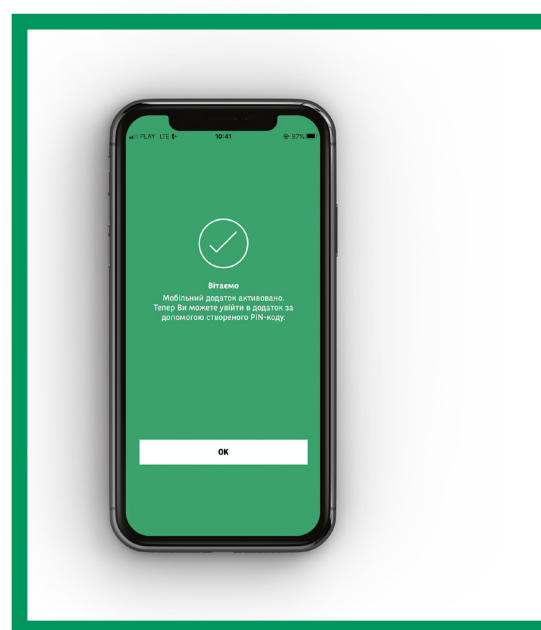 PLAY LTE
10:41
87%
Вітаємо
Мобільний додаток активовано.
Тепер Ви можете увійти в додаток за
допомогою створеного PIN-коду.
OK